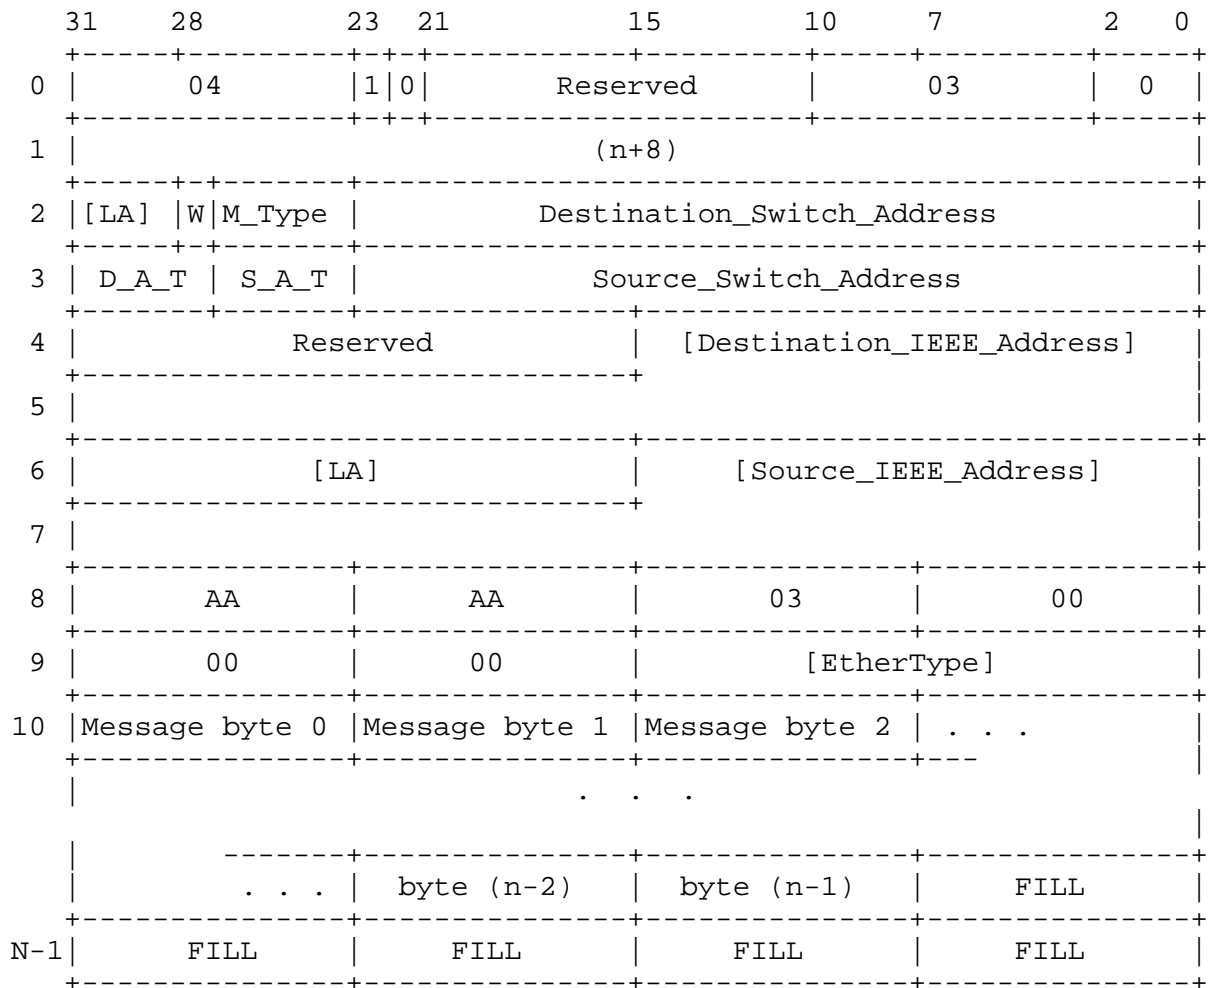 31    28         23  21           15         10     7         2    0
     +-----+---------+-+-+-----------+---------+-----+---------+-----+
   0 |      04       |1|0|      Reserved       |      03       |  0  |
     +---------------+-+-+---------------------+---------------+-----+
   1 |                             (n+8)                             |
     +-----+-+-------+-----------------------------------------------+
   2 |[LA] |W|M_Type |          Destination_Switch_Address           |
     +-----+-+-------+-----------------------------------------------+
   3 | D_A_T | S_A_T |             Source_Switch_Address             |
     +-------+-------+---------------+-------------------------------+
   4 |            Reserved           |  [Destination_IEEE_Address]   |
     +-------------------------------+                               |
   5 |                                                               |
     +-------------------------------+-------------------------------+
   6 |             [LA]              |     [Source_IEEE_Address]     |
     +-------------------------------+                               |
   7 |                                                               |
     +---------------+---------------+---------------+---------------+
   8 |       AA      |      AA       |       03      |       00      |
     +---------------+---------------+---------------+---------------+
   9 |       00      |      00       |         [EtherType]           |
     +---------------+---------------+---------------+---------------+
  10 |Message byte 0 |Message byte 1 |Message byte 2 | . . .         |
     +---------------+---------------+---------------+---            |
     |                            .  .  .
                                                                     |
     |        -------+---------------+---------------+---------------+
     |         . . . |  byte (n-2)   |  byte (n-1)   |     FILL      |
     +---------------+---------------+---------------+---------------+
  N-1|      FILL     |     FILL      |     FILL      |     FILL      |
     +---------------+---------------+---------------+---------------+